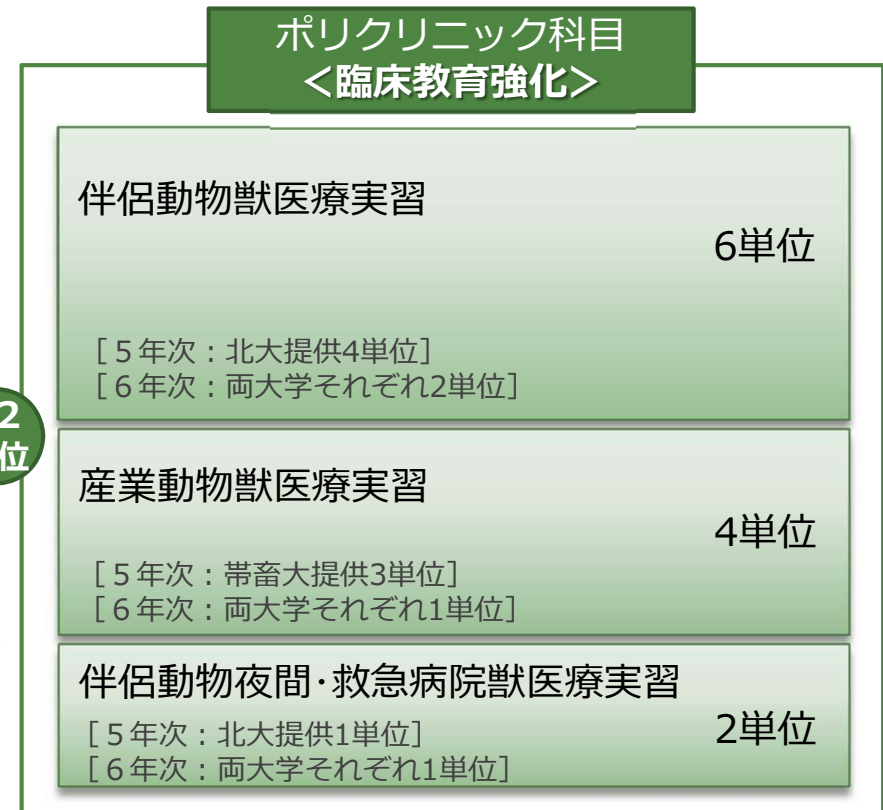 ポリクリニック科目
＜臨床教育強化＞
伴侶動物獣医療実習
6単位
［５年次：北大提供4単位］
［６年次：両大学それぞれ2単位］
2
位
産業動物獣医療実習
4単位
［５年次：帯畜大提供3単位］
［６年次：両大学それぞれ1単位］
伴侶動物夜間･救急病院獣医療実習
2単位
［５年次：北大提供1単位］
［６年次：両大学それぞれ1単位］